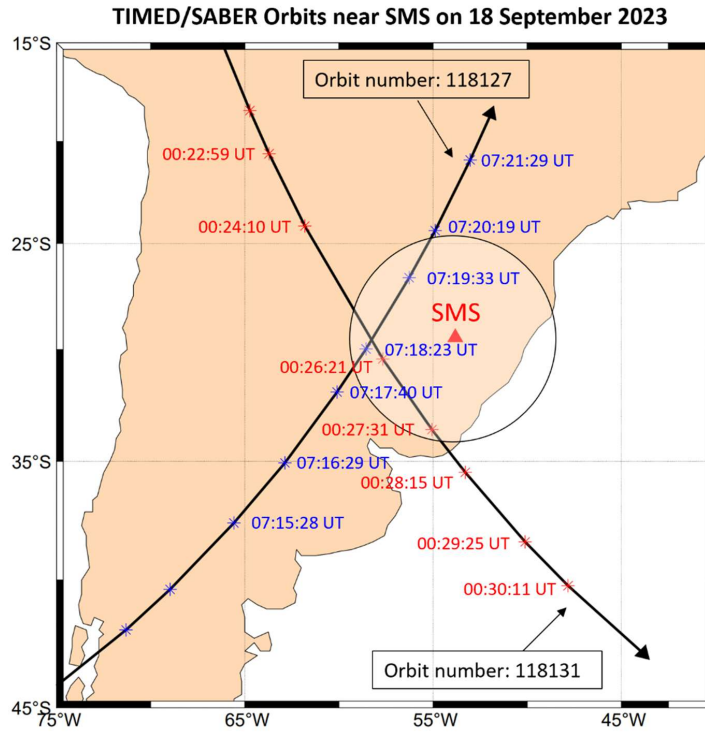 TIMED/SABER Orbits near SMS on 18 September 2023
15°S
Orbit number: 118127
00:22:59 UT
07:21:29 UT
00:24:10 UT
07:20:19 UT
25°S
07:19:33 UT
SMS
07:18:23 UT
00:26:21 UT
07:17:40 UT
00:27:31 UT
35°S
07:16:29 UT
00:28:15 UT
07:15:28 UT
00:29:25 UT
00:30:11 UT
Orbit number: 118131
45°S
75°W
65°W
55°W
45°W